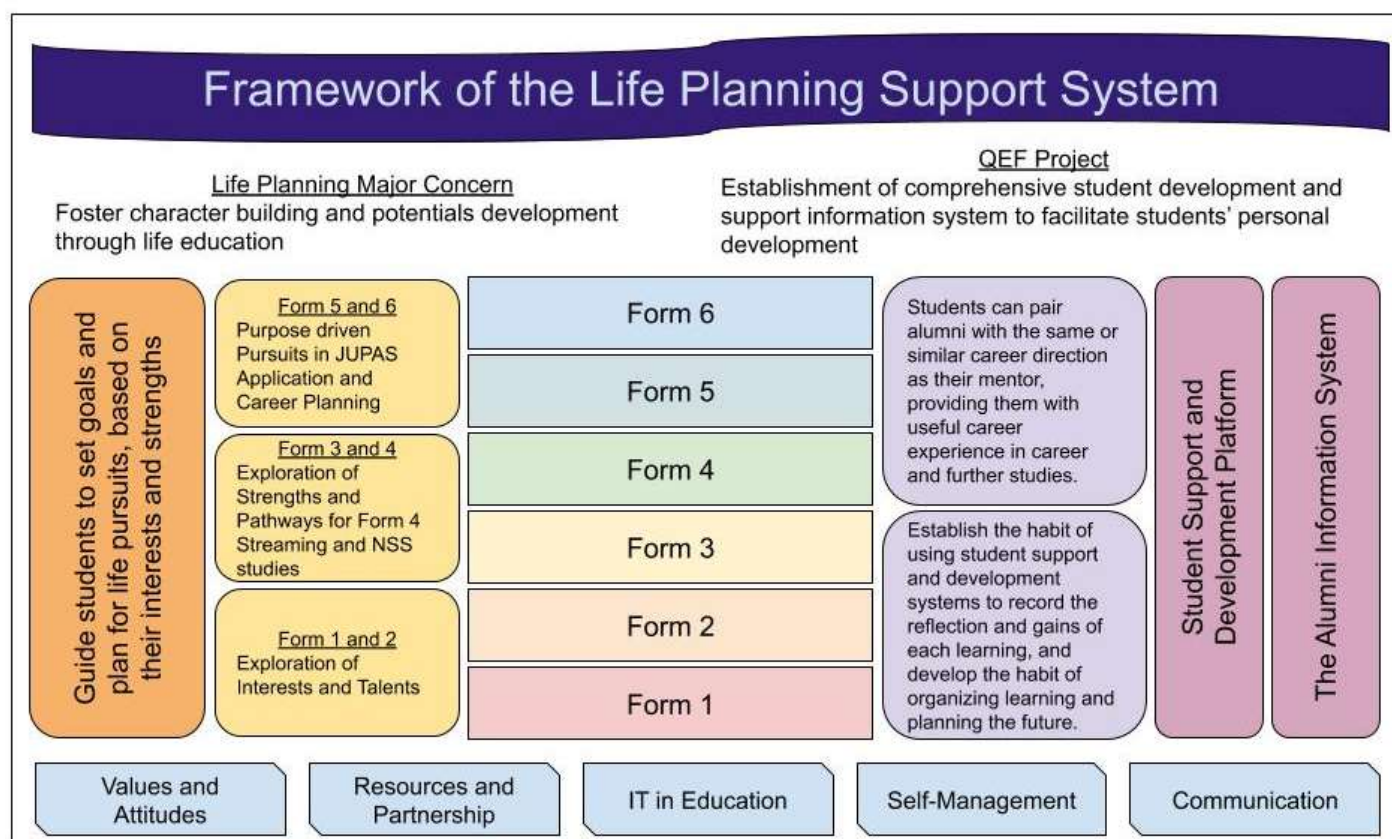 Framework of the Life Planning Support System
Life Planning Major Concern
Foster character building and potentials development
through life education
QEF Project
Establishment of comprehensive student development and
support information system to facilitate students' personal
development
Guide students to set goals and
plan for life pursuits, based on
their interests and strengths
Form 5 and 6
Purpose driven
Pursuits in JUPAS
Application and
Career Planning
Form 3 and 4
Exploration of
Strengths and
Pathways for Form 4
Streaming and NSS
studies
Form 1 and 2
Exploration of
Interests and Talents
Form 6
Form 5
Form 4
Form 3
Form 2
Form 1
Students can pair
alumni with the same or
similar career direction
as their mentor,
providing them with
useful career
experience in career
and further studies.
Establish the habit of
using student support
and development
systems to record the
reflection and gains of
each learning, and
develop the habit of
organizing learning and
planning the future.
Student Support and
Development Platform
The Alumni Information System
Values and
Attitudes
Resources and
Partnership
IT in Education
Self-Management
Communication